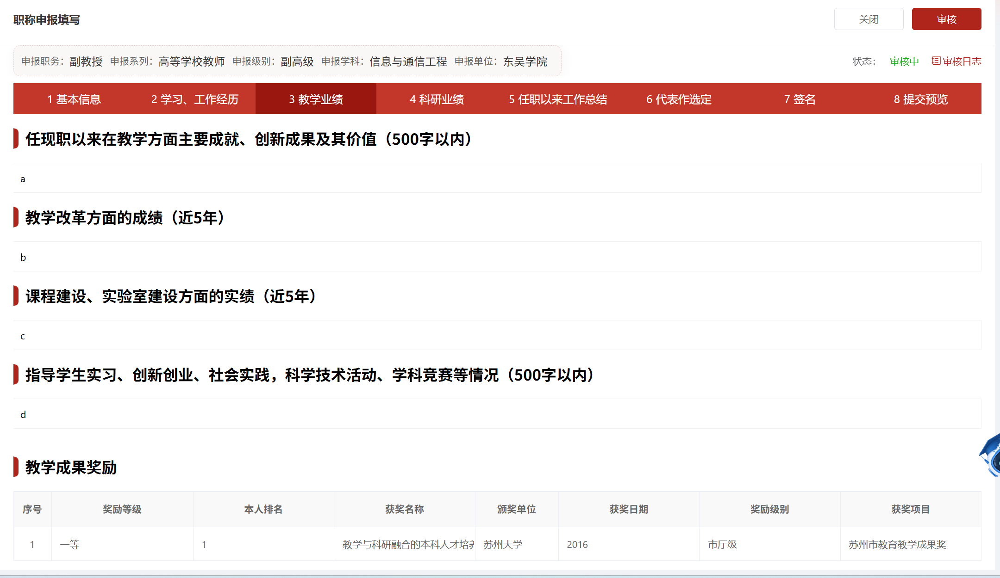 职称申报填写
关闭
审核
申报职务：副教授 申报系列：高等学校教师 申报级别：副高级 申报学科：信息与通信工程 申报单位：东吴学院
状态： 审核中 审核日志
1 基本信息 2 学习、工作经历 3 教学业绩 4 科研业绩 5 任职以来工作总结 6 代表作选定 7 签名 8 提交预览
任现职以来在教学方面主要成就、创新成果及其价值（500字以内）
a
教学改革方面的成绩（近5年）
b
课程建设、实验室建设方面的实绩（近5年）
c
指导学生实习、创新创业、社会实践，科学技术活动、学科竞赛等情况（500字以内）
d
教学成果奖励
序号 奖励等级 本人排名 获奖名称 颁奖单位 获奖日期 奖励级别 获奖项目
1 一等 1 教学与科研融合的本科人才培 苏州大学 2016 市厅级 苏州市教育教学成果奖